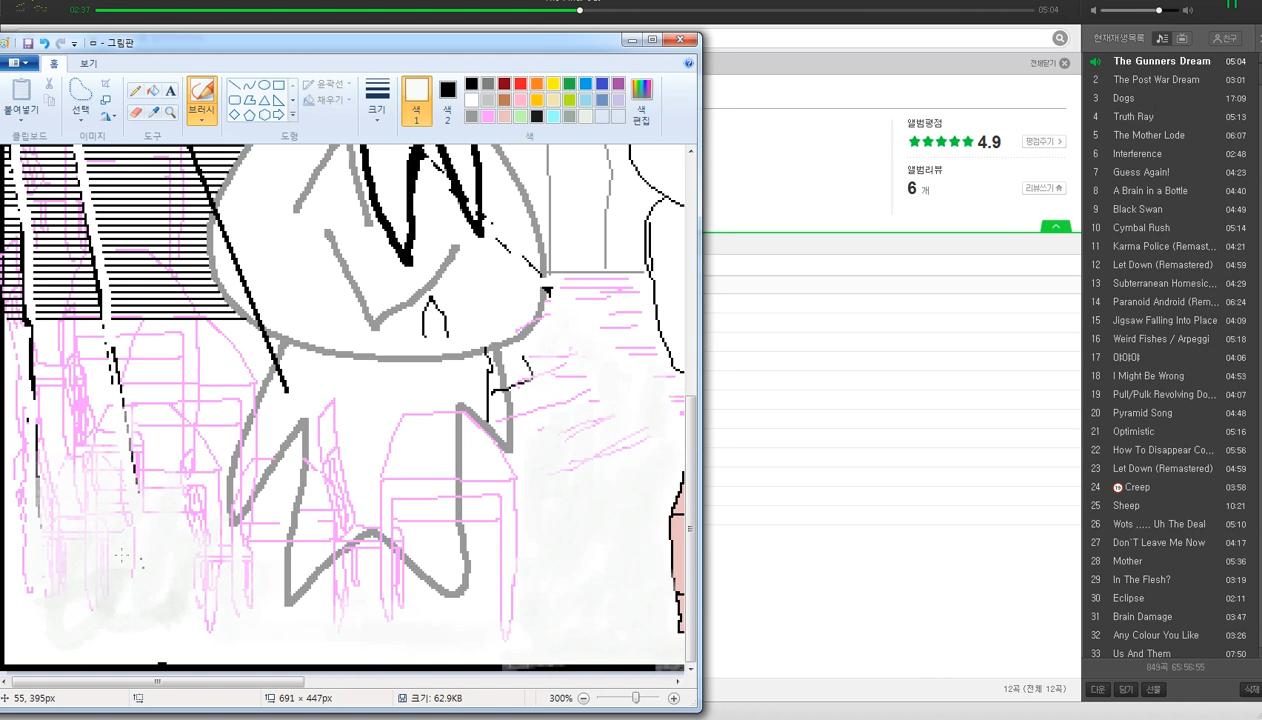 02:37
05:04
그림판
홈
보기
붙여넣기
선택
A
브러시
윤곽선
채우기
크기
색
1
색
2
색
편집
클립보드
이미지
도구
도형
색
55, 395px
691 × 447px
크기: 62.9KB
300%
전체닫기
앨범평점
4.9
평점주기
앨범리뷰
6 개
리뷰쓰기
12곡 (전체 12곡)
현재재생목록
친구
The Gunners Dream 05:04
2 The Post War Dream 03:01
3 Dogs 17:09
4 Truth Ray 05:13
5 The Mother Lode 06:07
6 Interference 02:48
7 Guess Again! 04:23
8 A Brain in a Bottle 04:40
9 Black Swan 04:49
10 Cymbal Rush 05:14
11 Karma Police (Remast... 04:21
12 Let Down (Remastered) 04:59
13 Subterranean Homesic... 04:29
14 Paranoid Android (Rem... 06:24
15 Jigsaw Falling Into Place 04:09
16 Weird Fishes / Arpeggi 05:18
17 야야야 04:06
18 I Might Be Wrong 04:53
19 Pull/Pulk Revolving Do... 04:07
20 Pyramid Song 04:48
21 Optimistic 05:16
22 How To Disappear Co... 05:56
23 Let Down (Remastered) 04:59
24 19 Creep 03:58
25 Sheep 10:21
26 Wots ..... Uh The Deal 05:10
27 Don`T Leave Me Now 04:17
28 Mother 05:36
29 In The Flesh? 03:19
30 Eclipse 02:11
31 Brain Damage 03:47
32 Any Colour You Like 03:26
33 Us And Them 07:50
849곡 65:56:55
다운
담기
선물
삭제